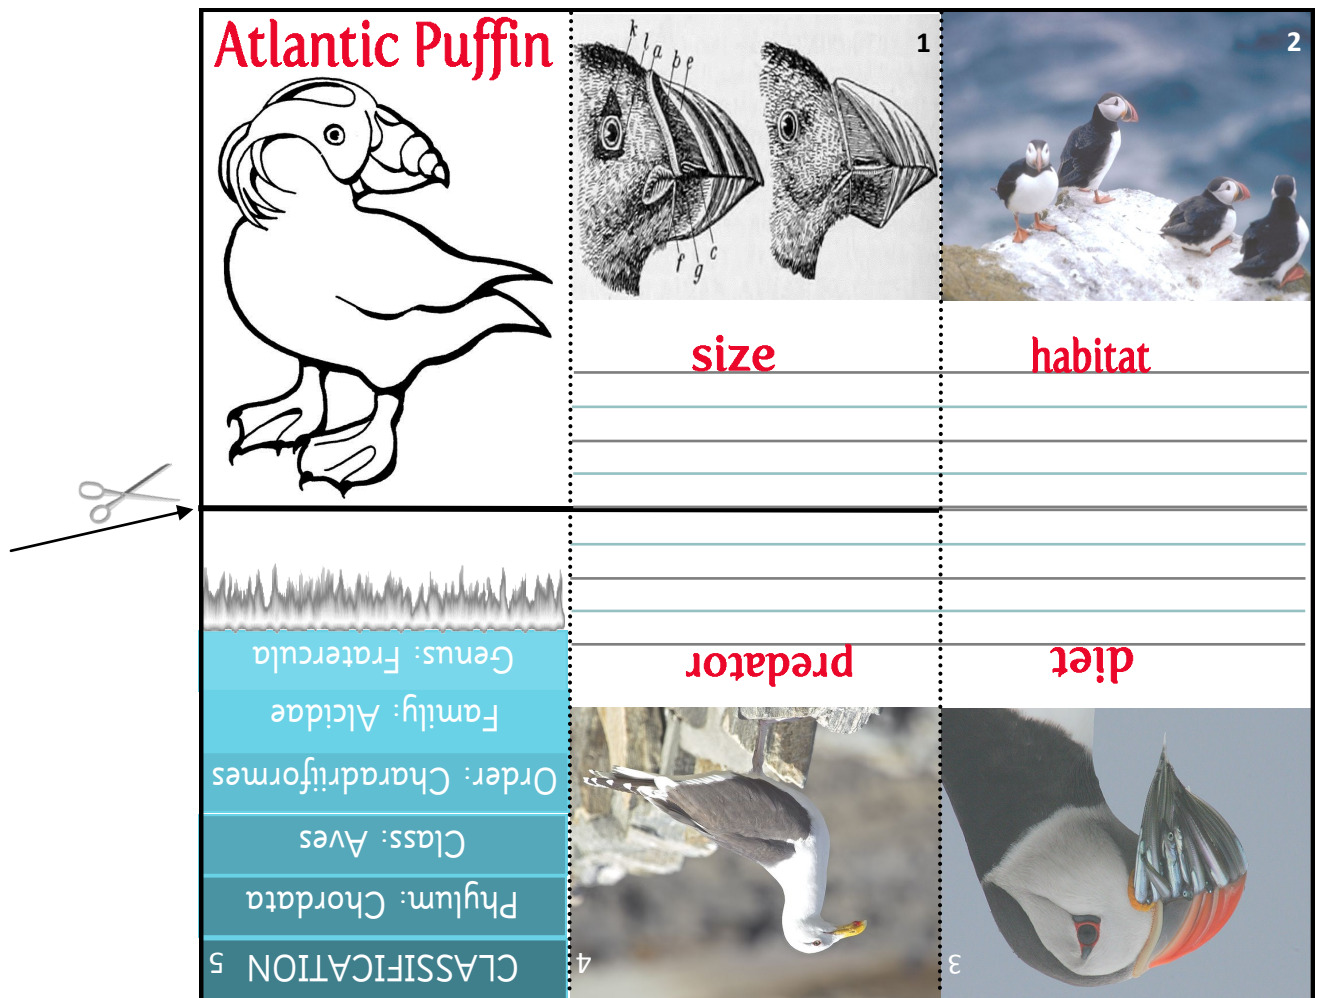 Atlantic Puffin
k l a b e
f g c
1
2
size
habitat
predator
diet
Genus: Fratercula
Family: Alcidae
Order: Charadriiformes
Class: Aves
Phylum: Chordata
CLASSIFICATION
5
4
3